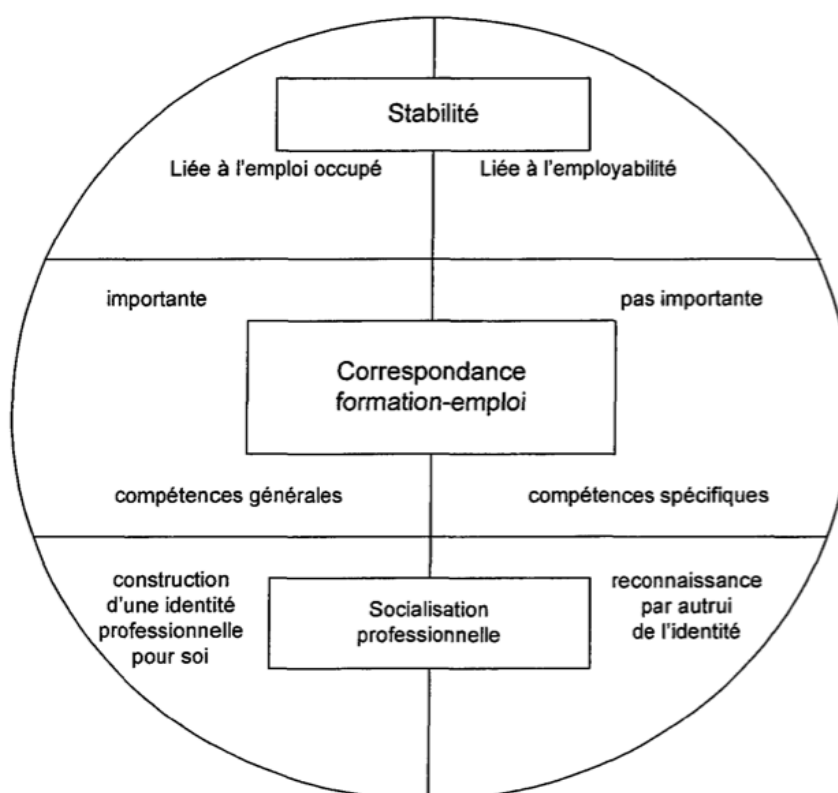 Stabilité
Liée à l'emploi occupé
Liée à l'employabilité
importante
pas importante
Correspondance
formation-emploi
compétences générales
compétences spécifiques
construction
d'une identité
professionnelle
pour soi
Socialisation
professionnelle
reconnaissance
par autrui
de l'identité